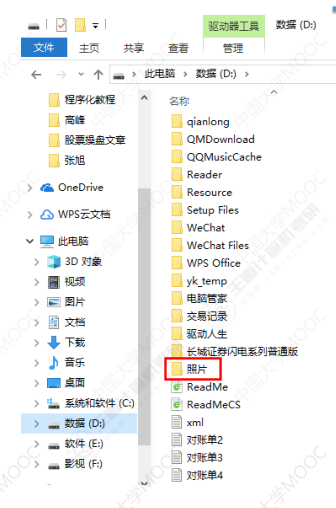 驱动器工具 数据 (D:)
文件 主页 共享 查看 管理
此电脑 › 数据 (D:) ›
程序化教程
高峰
股票操盘文章
张旭
OneDrive
WPS云文档
此电脑
3D 对象
视频
图片
文档
下载
音乐
桌面
系统和软件 (C:)
数据 (D:)
软件 (E:)
影视 (F:)
名称
qianlong
QMDownload
QQMusicCache
Reader
Resource
Setup Files
WeChat
WeChat Files
WPS Office
yk_temp
电脑管家
交易记录
驱动人生
长城证券闪电系列普通版
照片
ReadMe
ReadMeCS
xml
对账单2
对账单3
对账单4